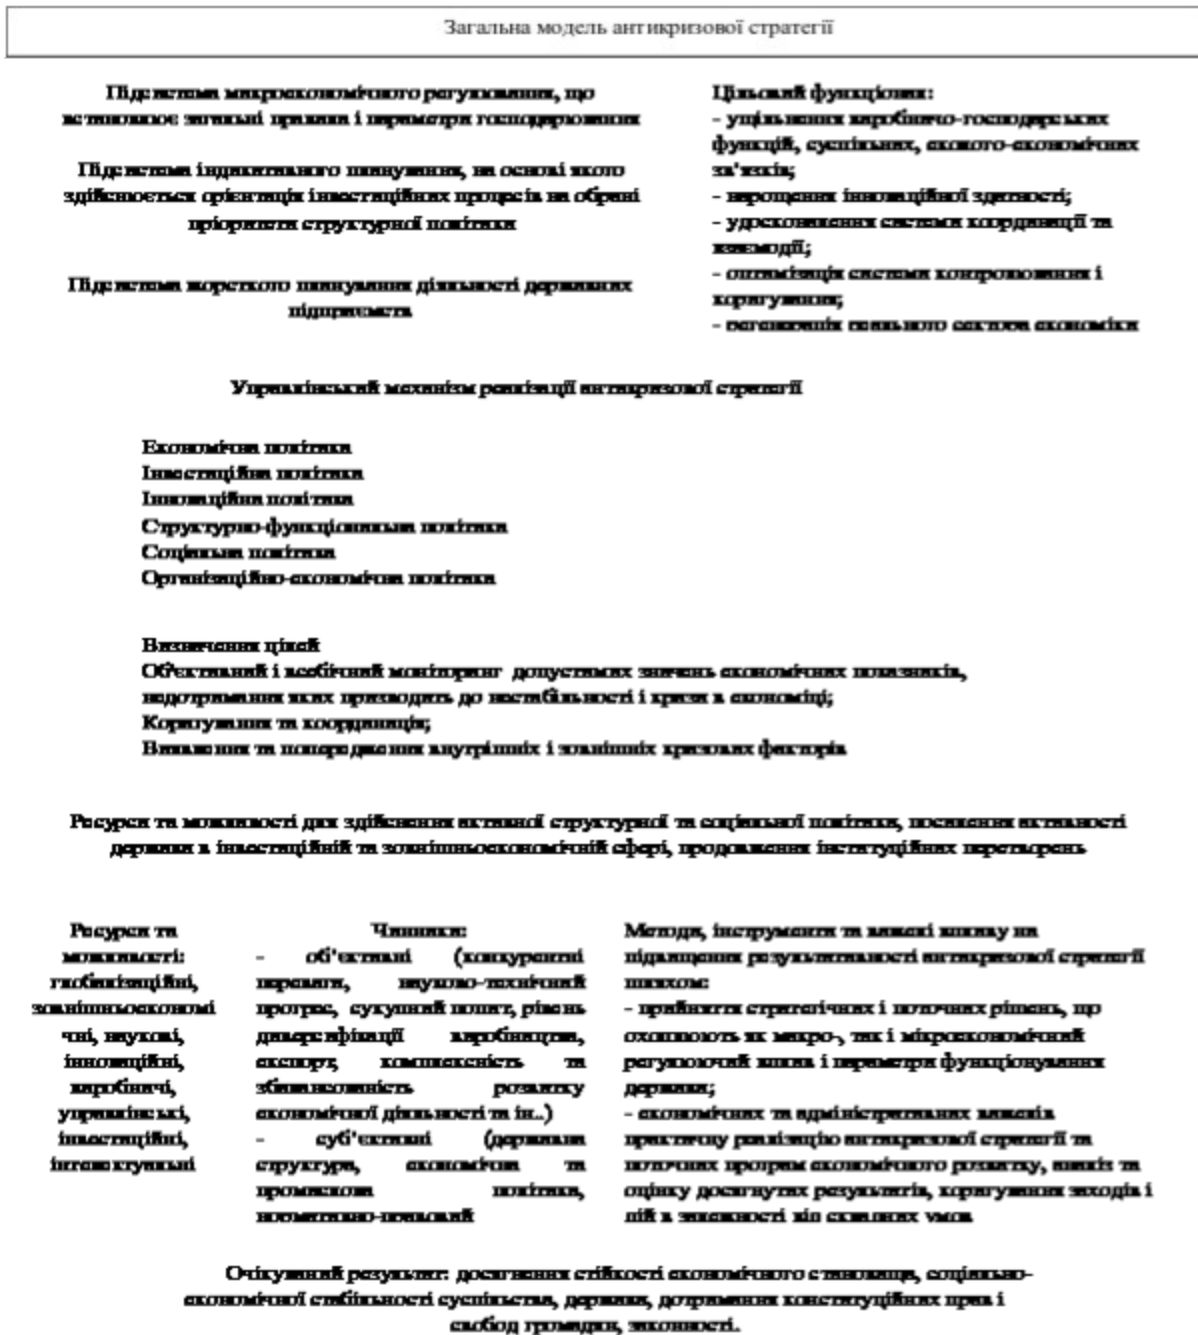 Загальна модель антикризової стратегії
Підсистема макроекономічного регулювання, що
встановлює загальні правила і параметри господарювання
Підсистема індикативного планування, на основі якого
здійснюється орієнтація інвестиційних процесів на обрані
пріоритети структурної політики
Підсистема жорсткого планування діяльності державних
підприємств
Цільовий функціонал:
- ущільнення виробничо-господарських
функцій, суспільних, еколого-економічних
зв'язків;
- нарощення інноваційної здатності;
- удосконалення системи координації та
взаємодії;
- оптимізація системи контролювання і
коригування;
- регенерація реального сектора економіки
Управлінський механізм реалізації антикризової стратегії
Економічна політика
Інвестиційна політика
Інноваційна політика
Структурно-функціональна політика
Соціальна політика
Організаційно-економічна політика
Визначення цілей
Об'єктивний і всебічний моніторинг допустимих значень економічних показників,
недотримання яких призводить до нестабільності і кризи в економіці;
Коригування та координація;
Виявлення та попередження внутрішніх і зовнішніх кризових факторів
Ресурси та можливості для здійснення активної структурної та соціальної політики, посилення активності
держави в інвестиційній та зовнішньоекономічній сфері, продовження інституційних перетворень
Ресурси та
можливості:
глобалізаційні,
зовнішньоекономі
чні, наукові,
інноваційні,
виробничі,
управлінські,
інвестиційні,
інтелектуальні
Чинники:
- об'єктивні (конкурентні
переваги, науково-технічний
прогрес, сукупний попит, рівень
диверсифікації виробництва,
експорт, комплексність та
збалансованість розвитку
економічної діяльності та ін..)
- суб'єктивні (державна
структура, економічна та
промислова політика,
нормативно-правовий
Методи, інструменти та важелі впливу на
підвищення результативності антикризової стратегії
шляхом:
- прийняття стратегічних і поточних рішень, що
охоплюють як макро-, так і мікроекономічний
регулюючий вплив і параметри функціонування
держави;
- економічних та адміністративних важелів
практичну реалізацію антикризової стратегії та
поточних програм економічного розвитку, аналіз та
оцінку досягнутих результатів, коригування заходів і
дій в залежності від складних умов
Очікуваний результат: досягнення стійкості економічного становища, соціально-
економічної стабільності суспільства, держави, дотримання конституційних прав і
свобод громадян, законності.